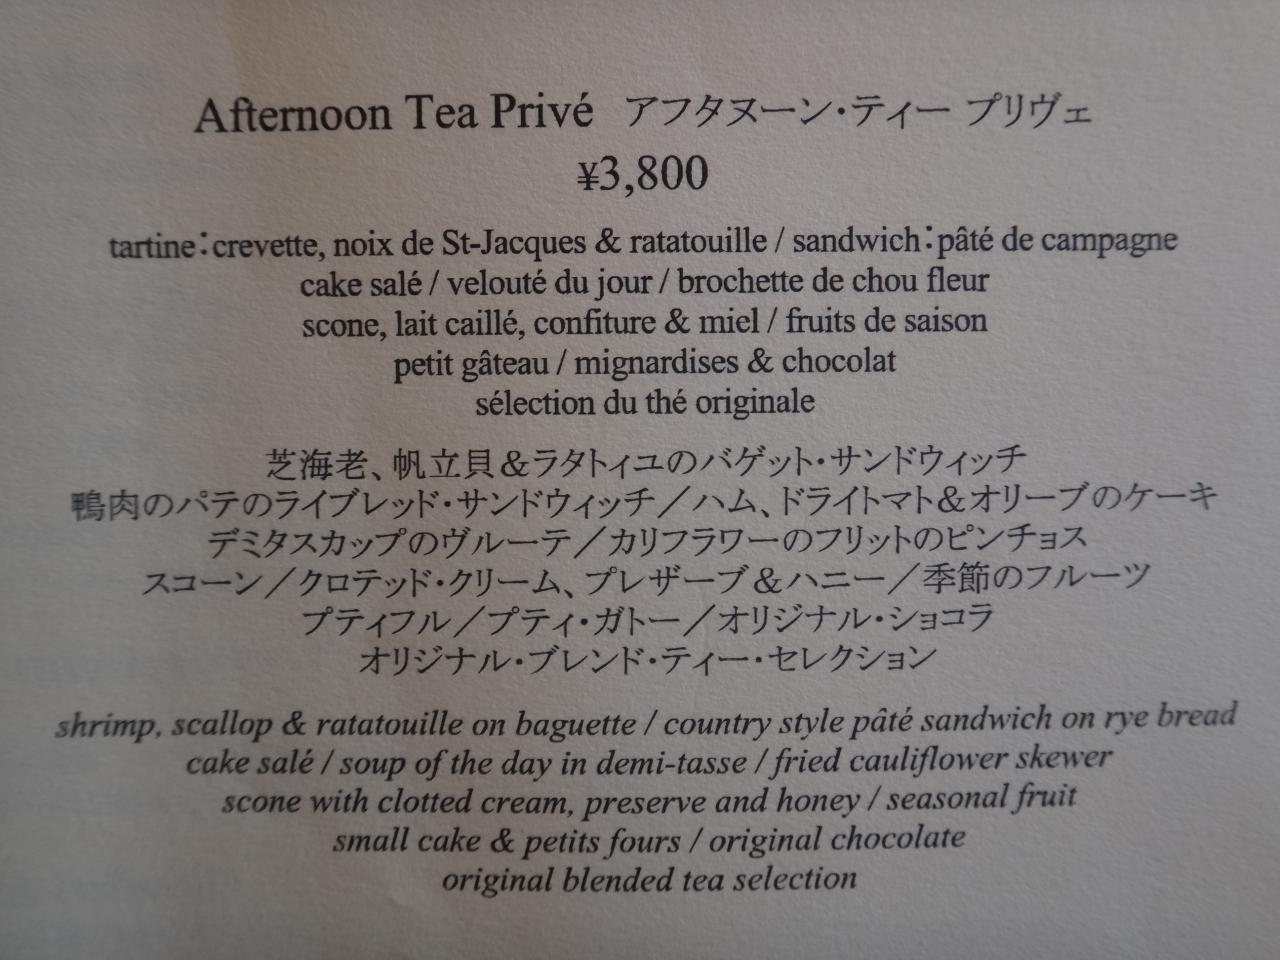 Afternoon Tea Privé アフタヌーン・ティー プリヴェ
¥3,800
tartine：crevette, noix de St-Jacques & ratatouille / sandwich：pâté de campagne
cake salé / velouté du jour / brochette de chou fleur
scone, lait caillé, confiture & miel / fruits de saison
petit gâteau / mignardises & chocolat
sélection du thé originale
芝海老、帆立貝＆ラタトィユのバゲット・サンドウィッチ
鴨肉のパテのライブレッド・サンドウィッチ／ハム、ドライトマト＆オリーブのケーキ
デミタスカップのヴルーテ／カリフラワーのフリットのピンチョス
スコーン／クロテッド・クリーム、プレザーブ＆ハニー／季節のフルーツ
プティフル／プティ・ガトー／オリジナル・ショコラ
オリジナル・ブレンド・ティー・セレクション
shrimp, scallop & ratatouille on baguette / country style pâté sandwich on rye bread
cake salé / soup of the day in demi-tasse / fried cauliflower skewer
scone with clotted cream, preserve and honey / seasonal fruit
small cake & petits fours / original chocolate
original blended tea selection